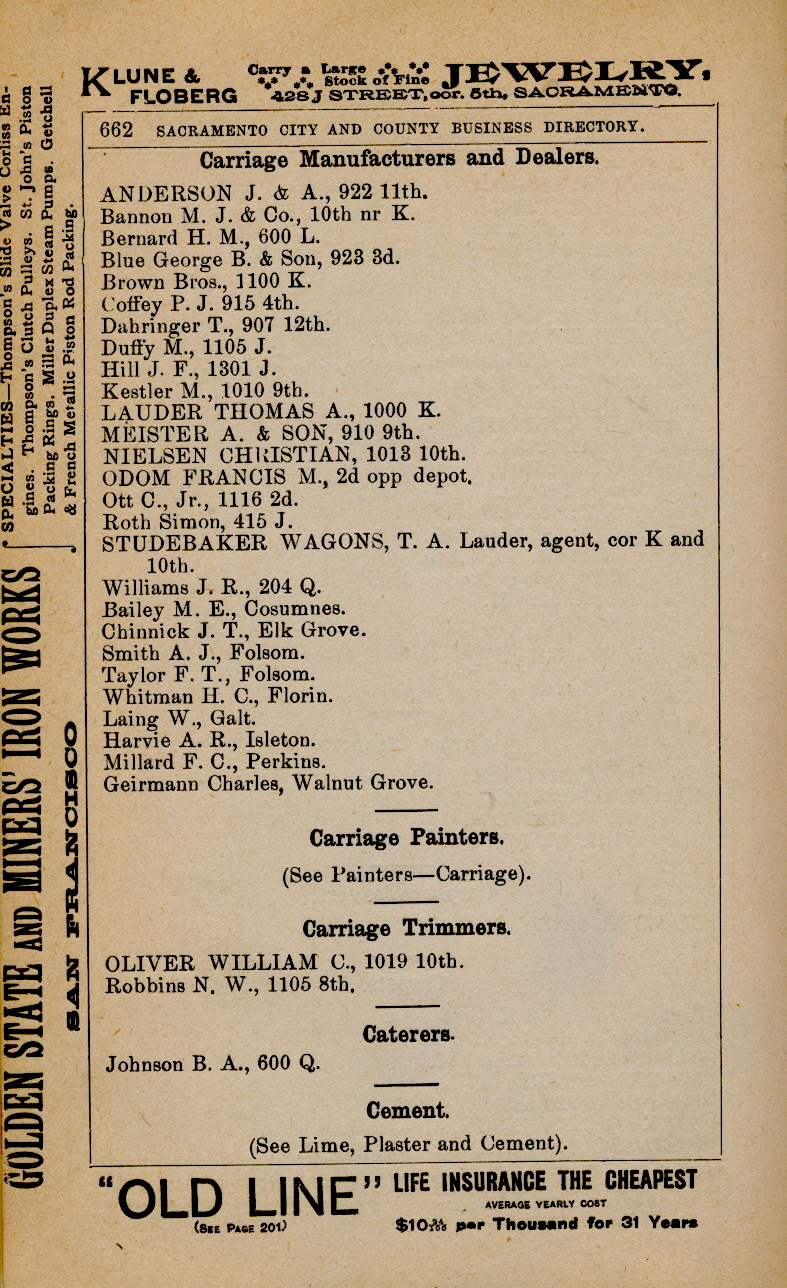 KLUNE & FLOBERG Carry a Large Stock of Fine JEWELRY,
428 J STREET, cor. 5th, SACRAMENTO.
662 SACRAMENTO CITY AND COUNTY BUSINESS DIRECTORY.
Carriage Manufacturers and Dealers.
ANDERSON J. & A., 922 11th.
Bannon M. J. & Co., 10th nr K.
Bernard H. M., 600 L.
Blue George B. & Son, 923 3d.
Brown Bros., 1100 K.
Coffey P. J. 915 4th.
Dahringer T., 907 12th.
Duffy M., 1105 J.
Hill J. F., 1301 J.
Kestler M., 1010 9th.
LAUDER THOMAS A., 1000 K.
MEISTER A. & SON, 910 9th.
NIELSEN CHRISTIAN, 1013 10th.
ODOM FRANCIS M., 2d opp depot.
Ott C., Jr., 1116 2d.
Roth Simon, 415 J.
STUDEBAKER WAGONS, T. A. Lauder, agent, cor K and
10th.
Williams J. R., 204 Q.
Bailey M. E., Cosumnes.
Chinnick J. T., Elk Grove.
Smith A. J., Folsom.
Taylor F. T., Folsom.
Whitman H. C., Florin.
Laing W., Galt.
Harvie A. R., Isleton.
Millard F. C., Perkins.
Geirmann Charles, Walnut Grove.
Carriage Painters.
(See Painters—Carriage).
Carriage Trimmers.
OLIVER WILLIAM C., 1019 10th.
Robbins N. W., 1105 8th.
Caterers.
Johnson B. A., 600 Q.
Cement.
(See Lime, Plaster and Cement).
"OLD LINE" LIFE INSURANCE THE CHEAPEST
AVERAGE YEARLY COST
(SEE PAGE 201) $10 per Thousand for 31 Years
GOLDEN STATE AND MINERS' IRON WORKS
SAN FRANCISCO
SPECIALTIES—Thompson's Slide Valve Corliss En-
gines. Thompson's Clutch Pulleys. St. John's Piston
Packing Rings. Miller Duplex Steam Pumps. Getchell
& French Metallic Piston Rod Packing.